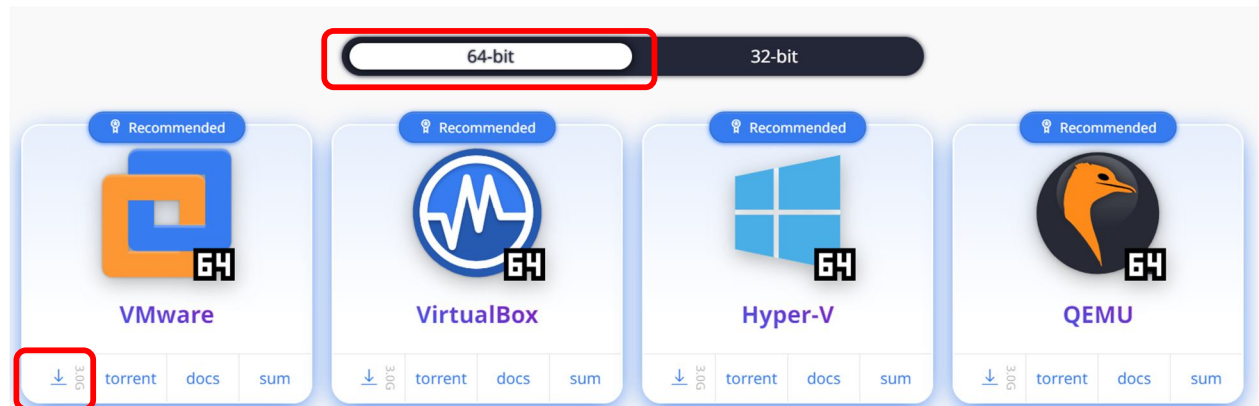 64-bit 32-bit
Recommended Recommended Recommended Recommended
64 64 64 64
VMware VirtualBox Hyper-V QEMU
3.0G torrent docs sum 3.0G torrent docs sum 3.0G torrent docs sum 3.0G torrent docs sum